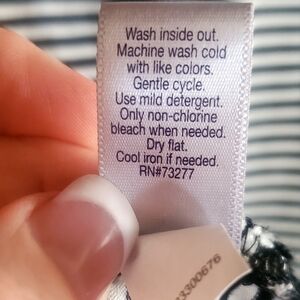 Wash inside out.
Machine wash cold
with like colors.
Gentle cycle.
Use mild detergent.
Only non-chlorine
bleach when needed.
Dry flat.
Cool iron if needed.
RN#73277
3300676